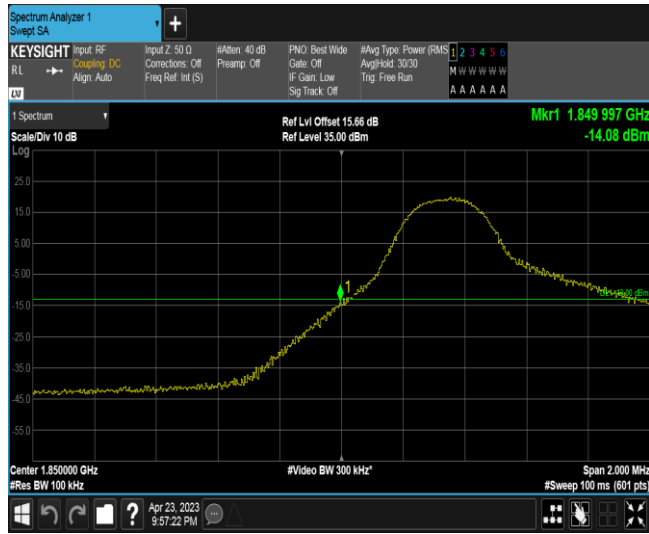 Spectrum Analyzer 1
Swept SA
+
KEYSIGHT
RL
LXI
Input: RF
Coupling: DC
Align: Auto
Input Z: 50 Ω
Corrections: Off
Freq Ref: Int (S)
#Atten: 40 dB
Preamp: Off
PNO: Best Wide
Gate: Off
IF Gain: Low
Sig Track: Off
#Avg Type: Power (RMS
Avg|Hold: 30/30
Trig: Free Run
1 2 3 4 5 6
M W W W W W
A A A A A A
1 Spectrum
Scale/Div 10 dB
Log
Ref Lvl Offset 15.66 dB
Ref Level 35.00 dBm
Mkr1 1.849 997 GHz
-14.08 dBm
25.0
15.0
5.00
-5.00
-15.0
-25.0
-35.0
-45.0
-55.0
1
Center 1.850000 GHz
#Res BW 100 kHz
#Video BW 300 kHz*
Span 2.000 MHz
#Sweep 100 ms (601 pts)
?
Apr 23, 2023
9:57:22 PM